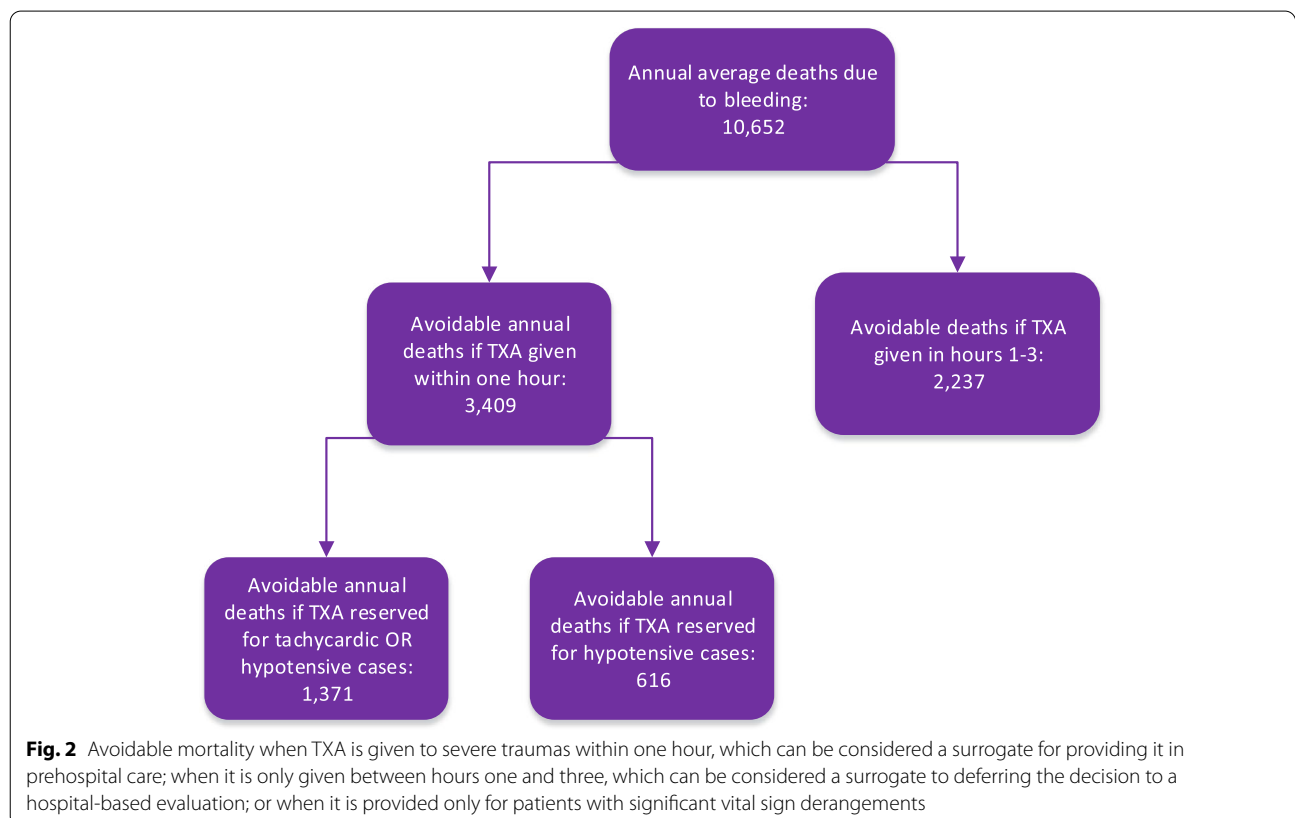 Annual average deaths due
to bleeding:
10,652
Avoidable annual
deaths if TXA given
within one hour:
3,409
Avoidable deaths if TXA
given in hours 1-3:
2,237
Avoidable annual
deaths if TXA reserved
for tachycardic OR
hypotensive cases:
1,371
Avoidable annual
deaths if TXA reserved
for hypotensive cases:
616
Fig. 2 Avoidable mortality when TXA is given to severe traumas within one hour, which can be considered a surrogate for providing it in
prehospital care; when it is only given between hours one and three, which can be considered a surrogate to deferring the decision to a
hospital-based evaluation; or when it is provided only for patients with significant vital sign derangements